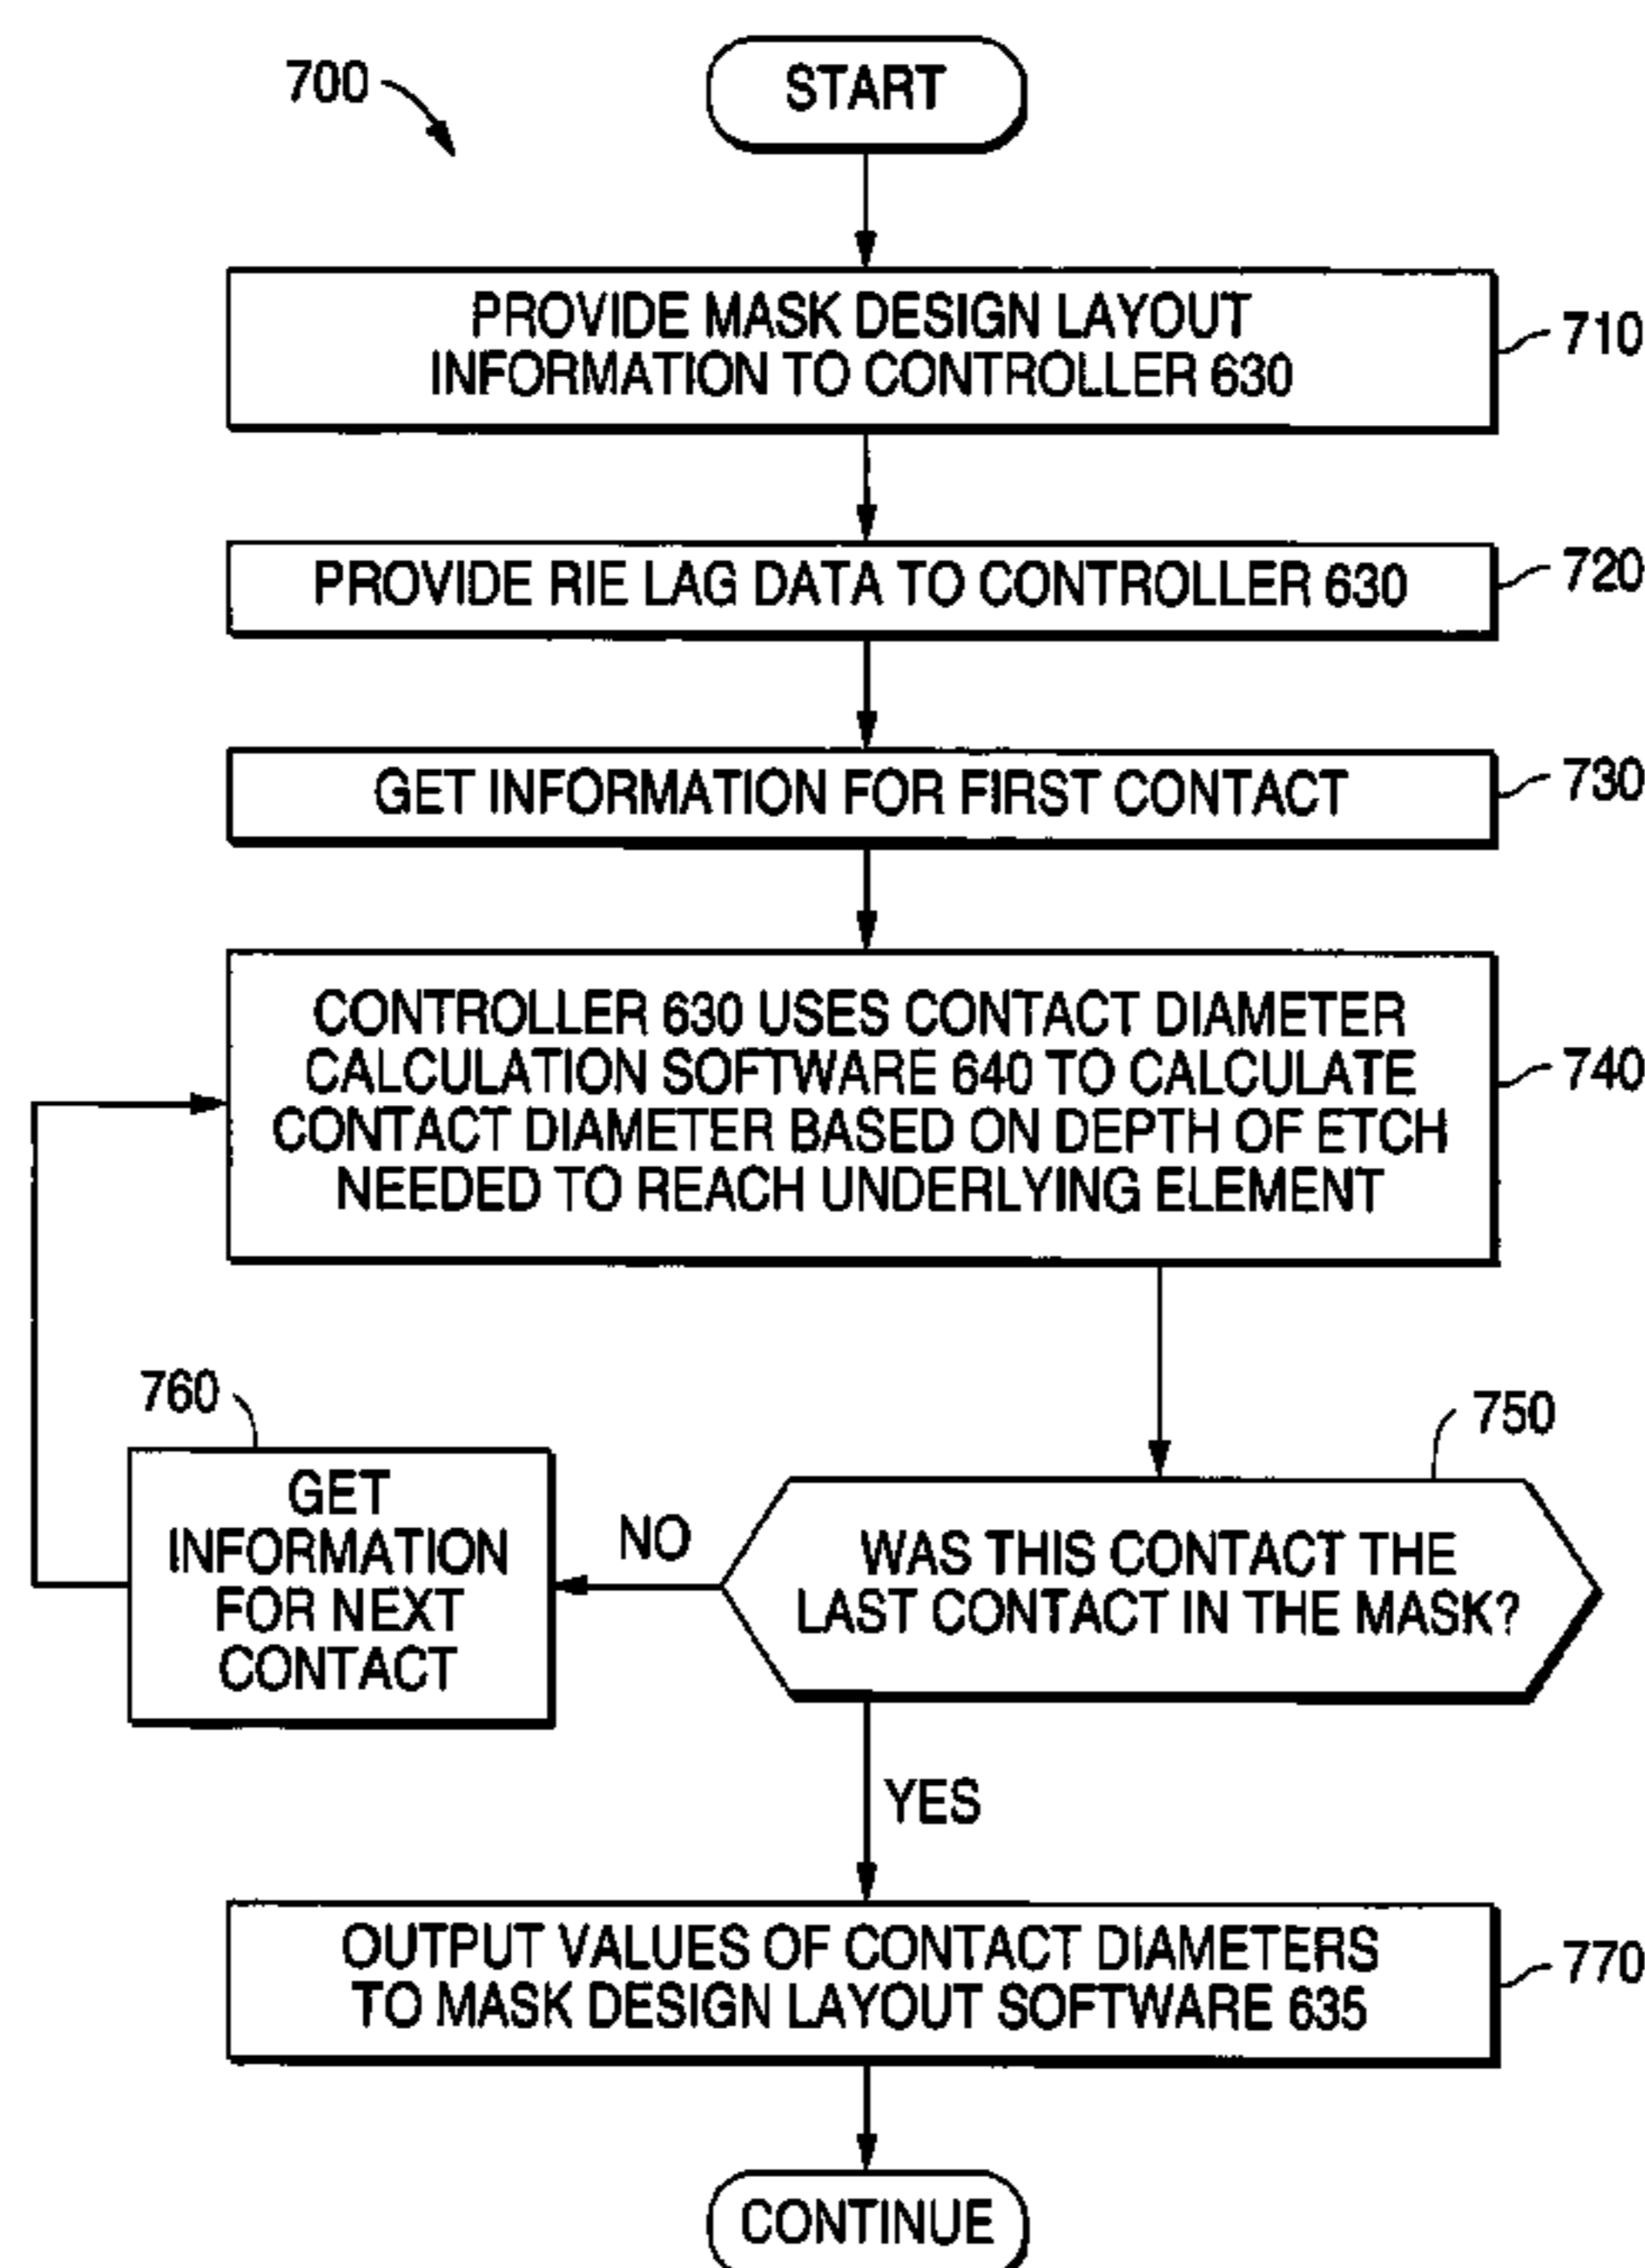 700
START
PROVIDE MASK DESIGN LAYOUT
INFORMATION TO CONTROLLER 630
710
PROVIDE RIE LAG DATA TO CONTROLLER 630
720
GET INFORMATION FOR FIRST CONTACT
730
CONTROLLER 630 USES CONTACT DIAMETER
CALCULATION SOFTWARE 640 TO CALCULATE
CONTACT DIAMETER BASED ON DEPTH OF ETCH
NEEDED TO REACH UNDERLYING ELEMENT
740
760
GET
INFORMATION
FOR NEXT
CONTACT
NO
750
WAS THIS CONTACT THE
LAST CONTACT IN THE MASK?
YES
OUTPUT VALUES OF CONTACT DIAMETERS
TO MASK DESIGN LAYOUT SOFTWARE 635
770
CONTINUE